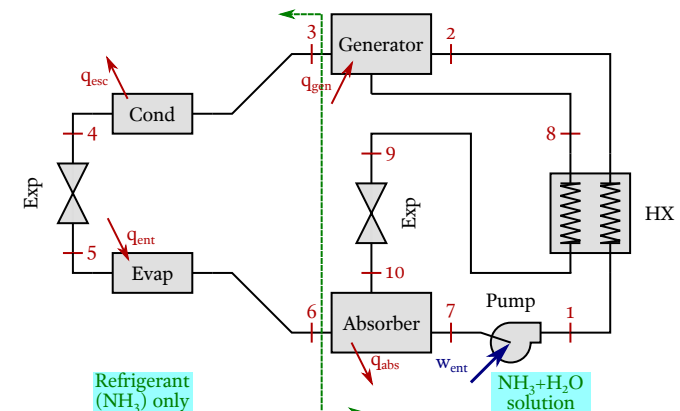 3
Generator
2
q_esc
q_gen
Cond
4
8
9
Exp
Exp
HX
5
q_ent
Evap
10
6
Absorber
7
Pump
1
q_abs
w_ent
Refrigerant
(NH₃) only
NH₃+H₂O
solution